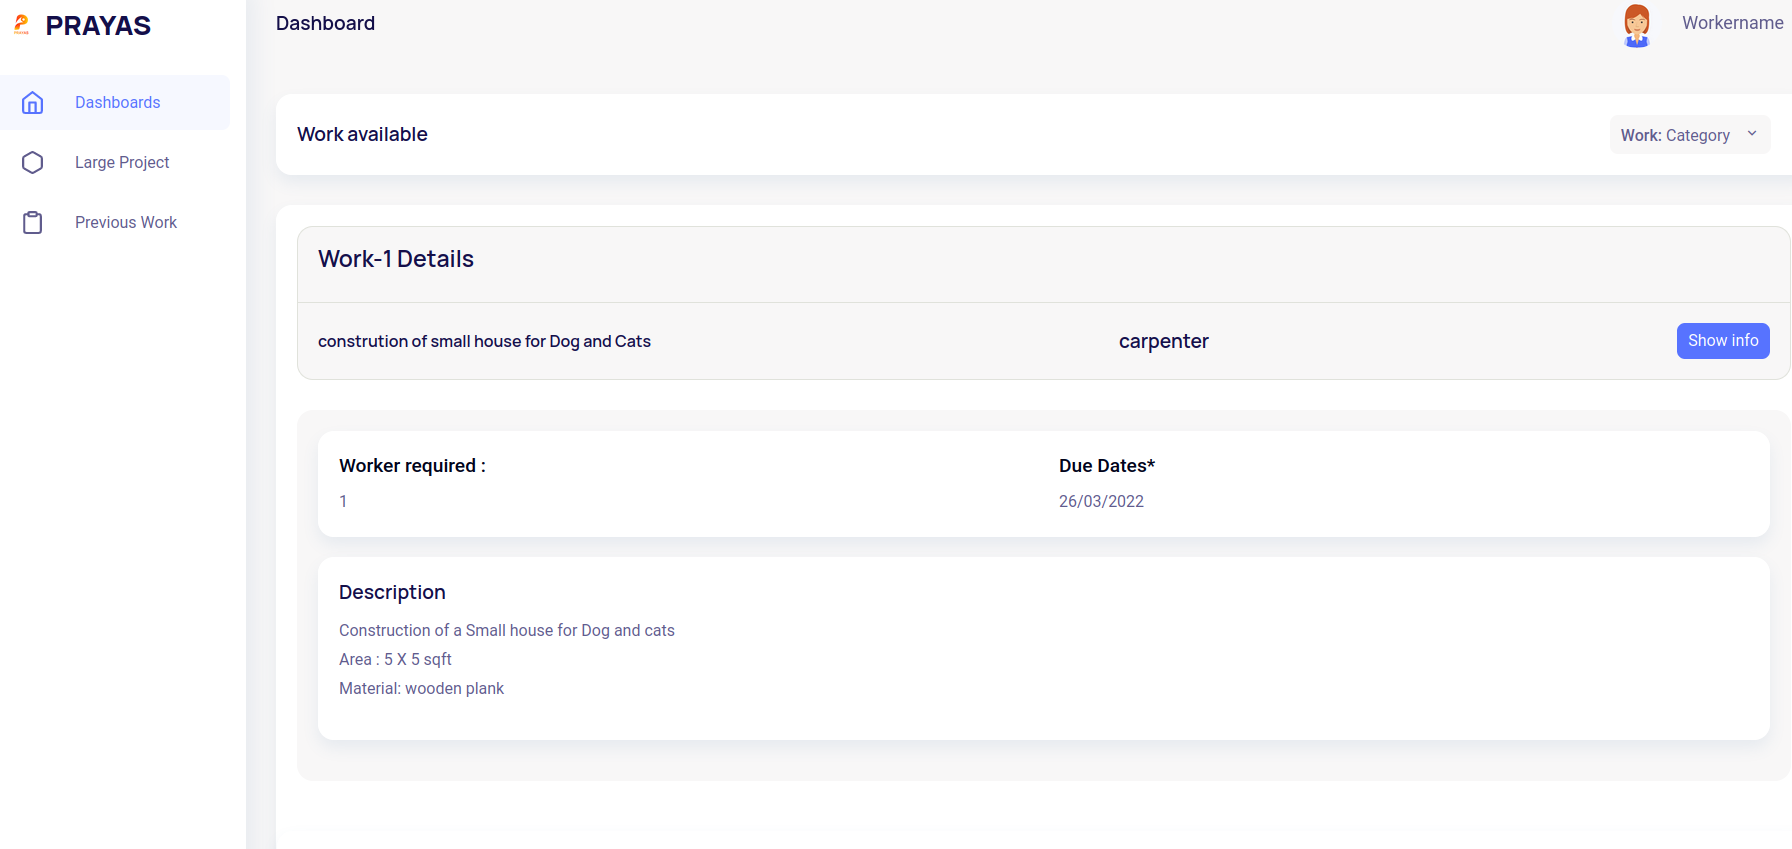 PRAYAS
Dashboard
Workername
Dashboards
Large Project
Previous Work
Work available
Work: Category
Work-1 Details
constrution of small house for Dog and Cats
carpenter
Show info
Worker required :
1
Due Dates*
26/03/2022
Description
Construction of a Small house for Dog and cats
Area : 5 X 5 sqft
Material: wooden plank